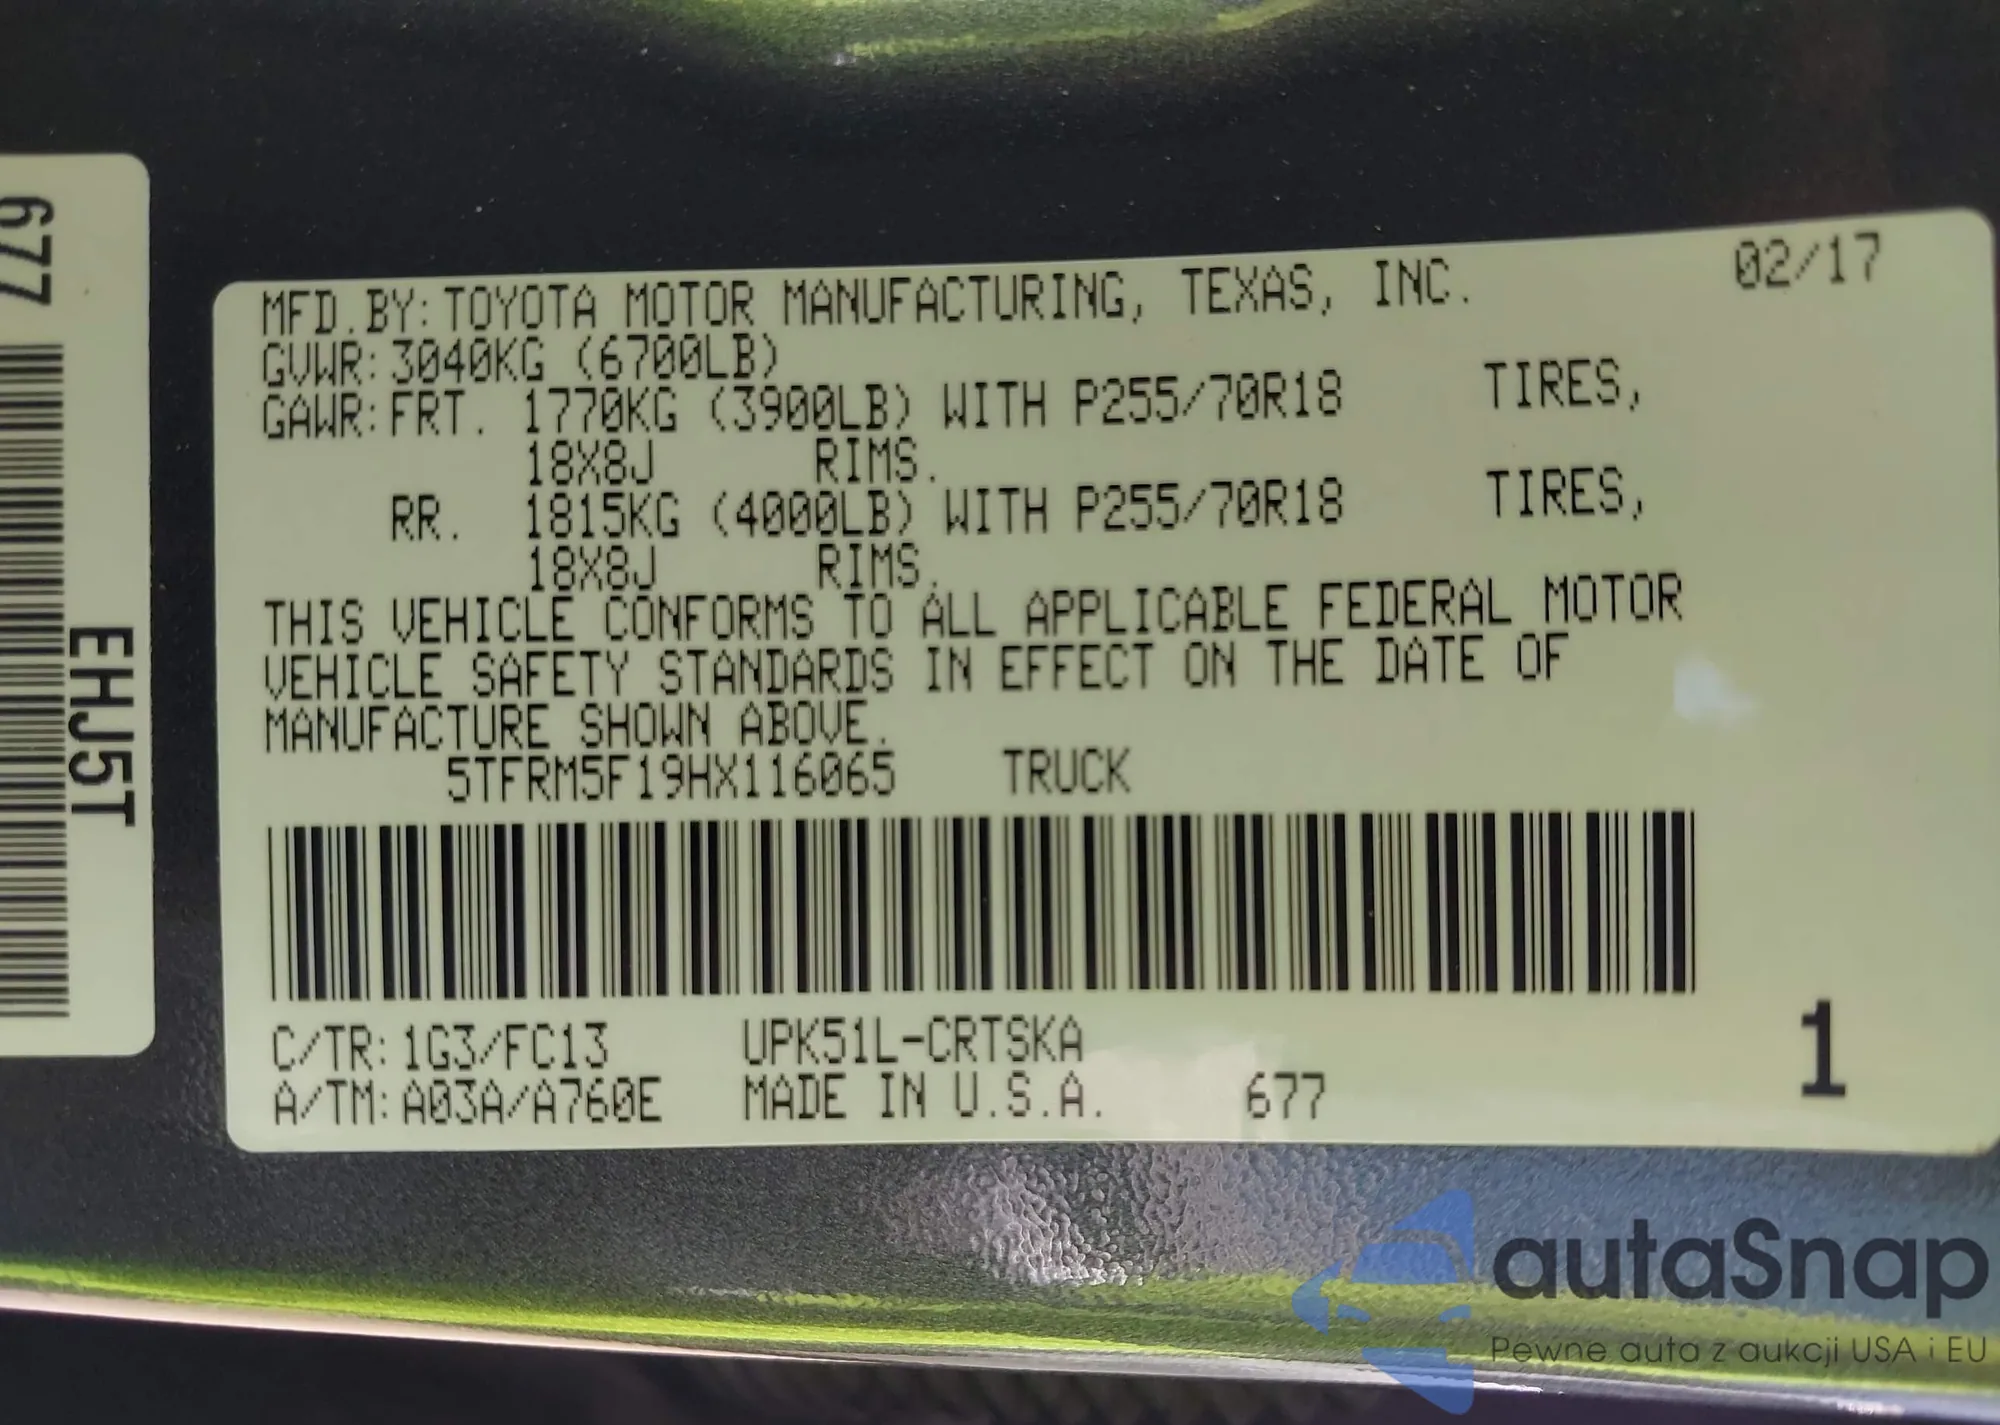 677
EHJ5T
MFD.BY:TOYOTA MOTOR MANUFACTURING, TEXAS, INC. 02/17
GVWR:3040KG (6700LB)
GAWR:FRT. 1770KG (3900LB) WITH P255/70R18 TIRES,
18X8J RIMS.
RR. 1815KG (4000LB) WITH P255/70R18 TIRES,
18X8J RIMS.
THIS VEHICLE CONFORMS TO ALL APPLICABLE FEDERAL MOTOR
VEHICLE SAFETY STANDARDS IN EFFECT ON THE DATE OF
MANUFACTURE SHOWN ABOVE.
5TFRM5F19HX116065 TRUCK
C/TR:1G3/FC13 UPK51L-CRTSKA
A/TM:A03A/A760E MADE IN U.S.A. 677
1
autaSnap
Pewne auta z aukcji USA i EU